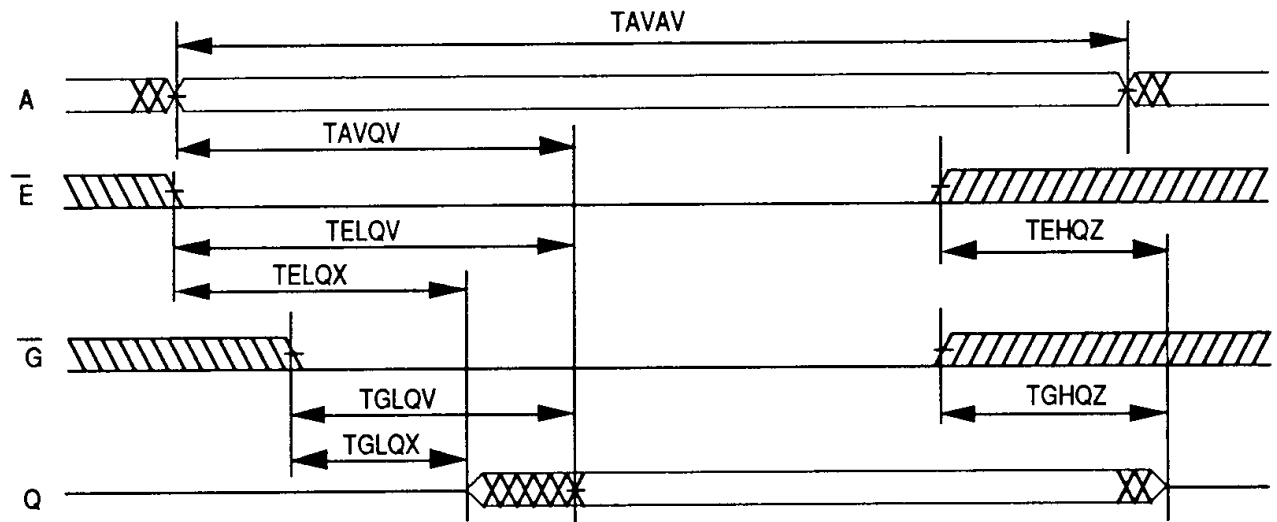 TAVAV
A
TAVQV
E̅
TELQV
TEHQZ
TELQX
G̅
TGLQV
TGHQZ
TGLQX
Q